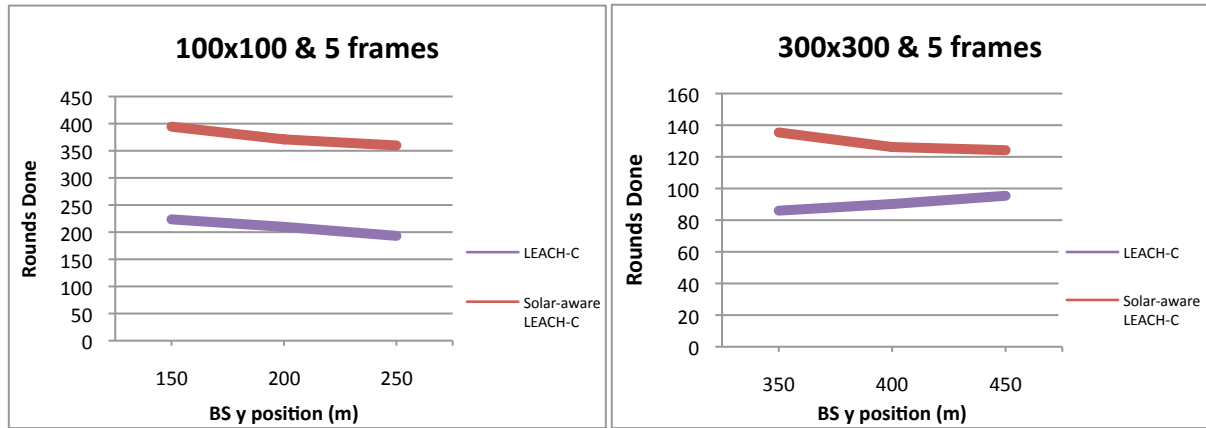 100x100 & 5 frames
Rounds Done
450
400
350
300
250
200
150
100
50
0
150 200 250
BS y position (m)
LEACH-C
Solar-aware
LEACH-C
300x300 & 5 frames
Rounds Done
160
140
120
100
80
60
40
20
0
350 400 450
BS y position (m)
LEACH-C
Solar-aware
LEACH-C